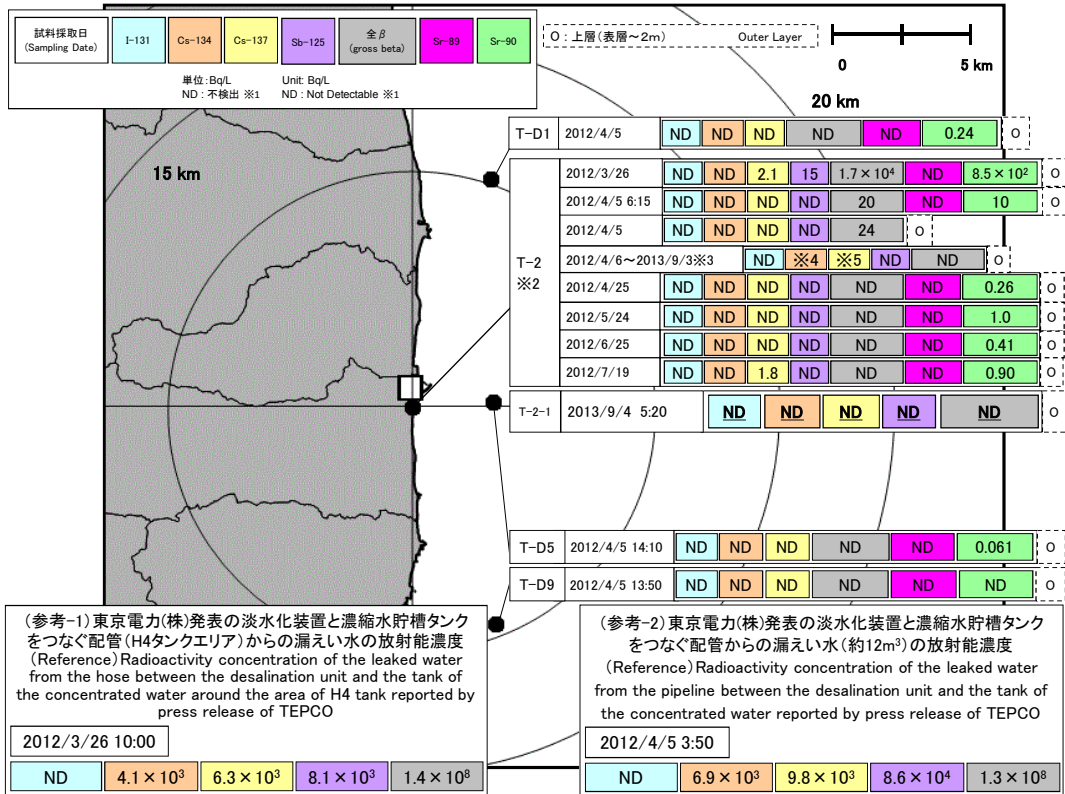 試料採取日
(Sampling Date)
I-131
Cs-134
Cs-137
Sb-125
全β
(gross beta)
Sr-89
Sr-90
単位:Bq/L
Unit: Bq/L
ND : 不検出 ※1
ND : Not Detectable ※1
O : 上層(表層~2m)
Outer Layer
0
5 km
20 km
15 km
T-D1 2012/4/5 ND ND ND ND ND 0.24 O
T-2
※2
2012/3/26 ND ND 2.1 15 1.7×10⁴ ND 8.5×10² O
2012/4/5 6:15 ND ND ND ND 20 ND 10 O
2012/4/5 ND ND ND ND 24 O
2012/4/6~2013/9/3※3 ND ※4 ※5 ND ND O
2012/4/25 ND ND ND ND ND ND 0.26 O
2012/5/24 ND ND ND ND ND ND 1.0 O
2012/6/25 ND ND ND ND ND ND 0.41 O
2012/7/19 ND ND 1.8 ND ND ND 0.90 O
T-2-1 2013/9/4 5:20 ND ND ND ND ND O
T-D5 2012/4/5 14:10 ND ND ND ND ND 0.061 O
T-D9 2012/4/5 13:50 ND ND ND ND ND ND O
(参考-1)東京電力(株)発表の淡水化装置と濃縮水貯槽タンク
をつなぐ配管(H4タンクエリア)からの漏えい水の放射能濃度
(Reference)Radioactivity concentration of the leaked water
from the hose between the desalination unit and the tank of
the concentrated water around the area of H4 tank reported by
press release of TEPCO
2012/3/26 10:00
ND 4.1×10³ 6.3×10³ 8.1×10³ 1.4×10⁸
(参考-2)東京電力(株)発表の淡水化装置と濃縮水貯槽タンク
をつなぐ配管からの漏えい水(約12m³)の放射能濃度
(Reference)Radioactivity concentration of the leaked water
from the pipeline between the desalination unit and the tank of
the concentrated water reported by press release of TEPCO
2012/4/5 3:50
ND 6.9×10³ 9.8×10³ 8.6×10⁴ 1.3×10⁸